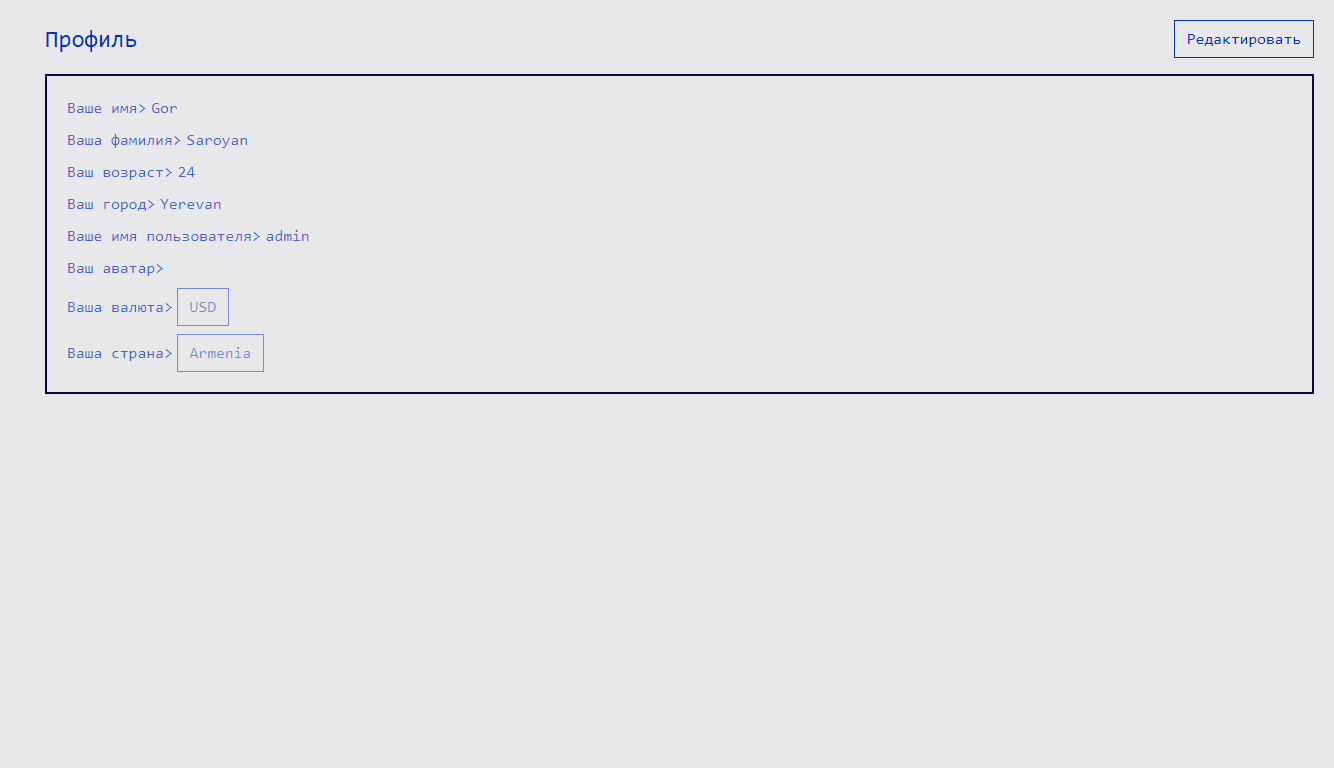 Профиль
Редактировать
Ваше имя> Gor
Ваша фамилия> Saroyan
Ваш возраст> 24
Ваш город> Yerevan
Ваше имя пользователя> admin
Ваш аватар>
Ваша валюта> USD
Ваша страна> Armenia